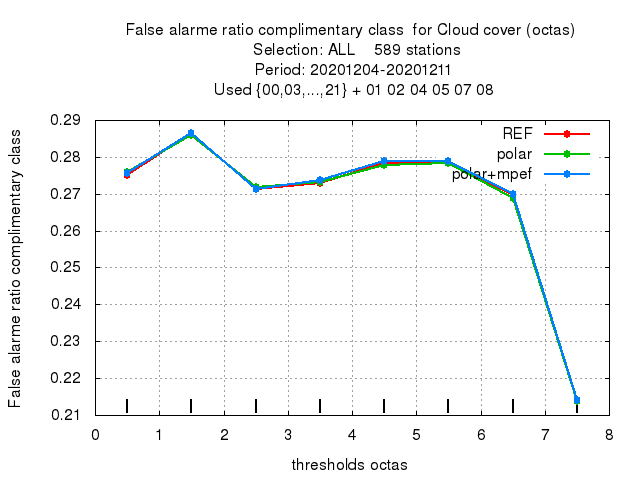 False alarme ratio complimentary class  for Cloud cover (octas)
Selection: ALL    589 stations
Period: 20201204-20201211
Used {00,03,...,21} + 01 02 04 05 07 08
False alarme ratio complimentary class
0.29
0.28
0.27
0.26
0.25
0.24
0.23
0.22
0.21
REF
polar
polar+mpef
0 1 2 3 4 5 6 7 8
thresholds octas